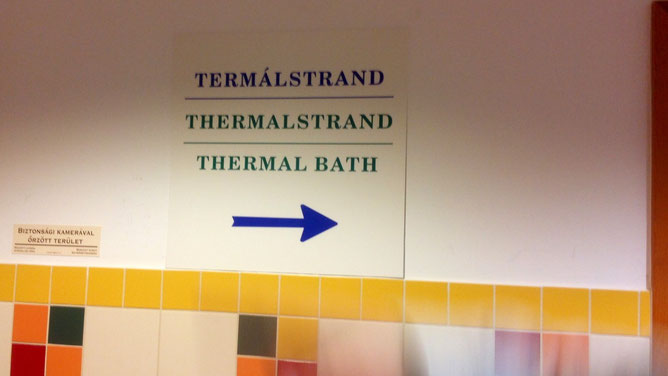 TERMÁLSTRAND
THERMALSTRAND
THERMAL BATH
BIZTONSÁGI KAMERÁVAL
ŐRZÖTT TERÜLET